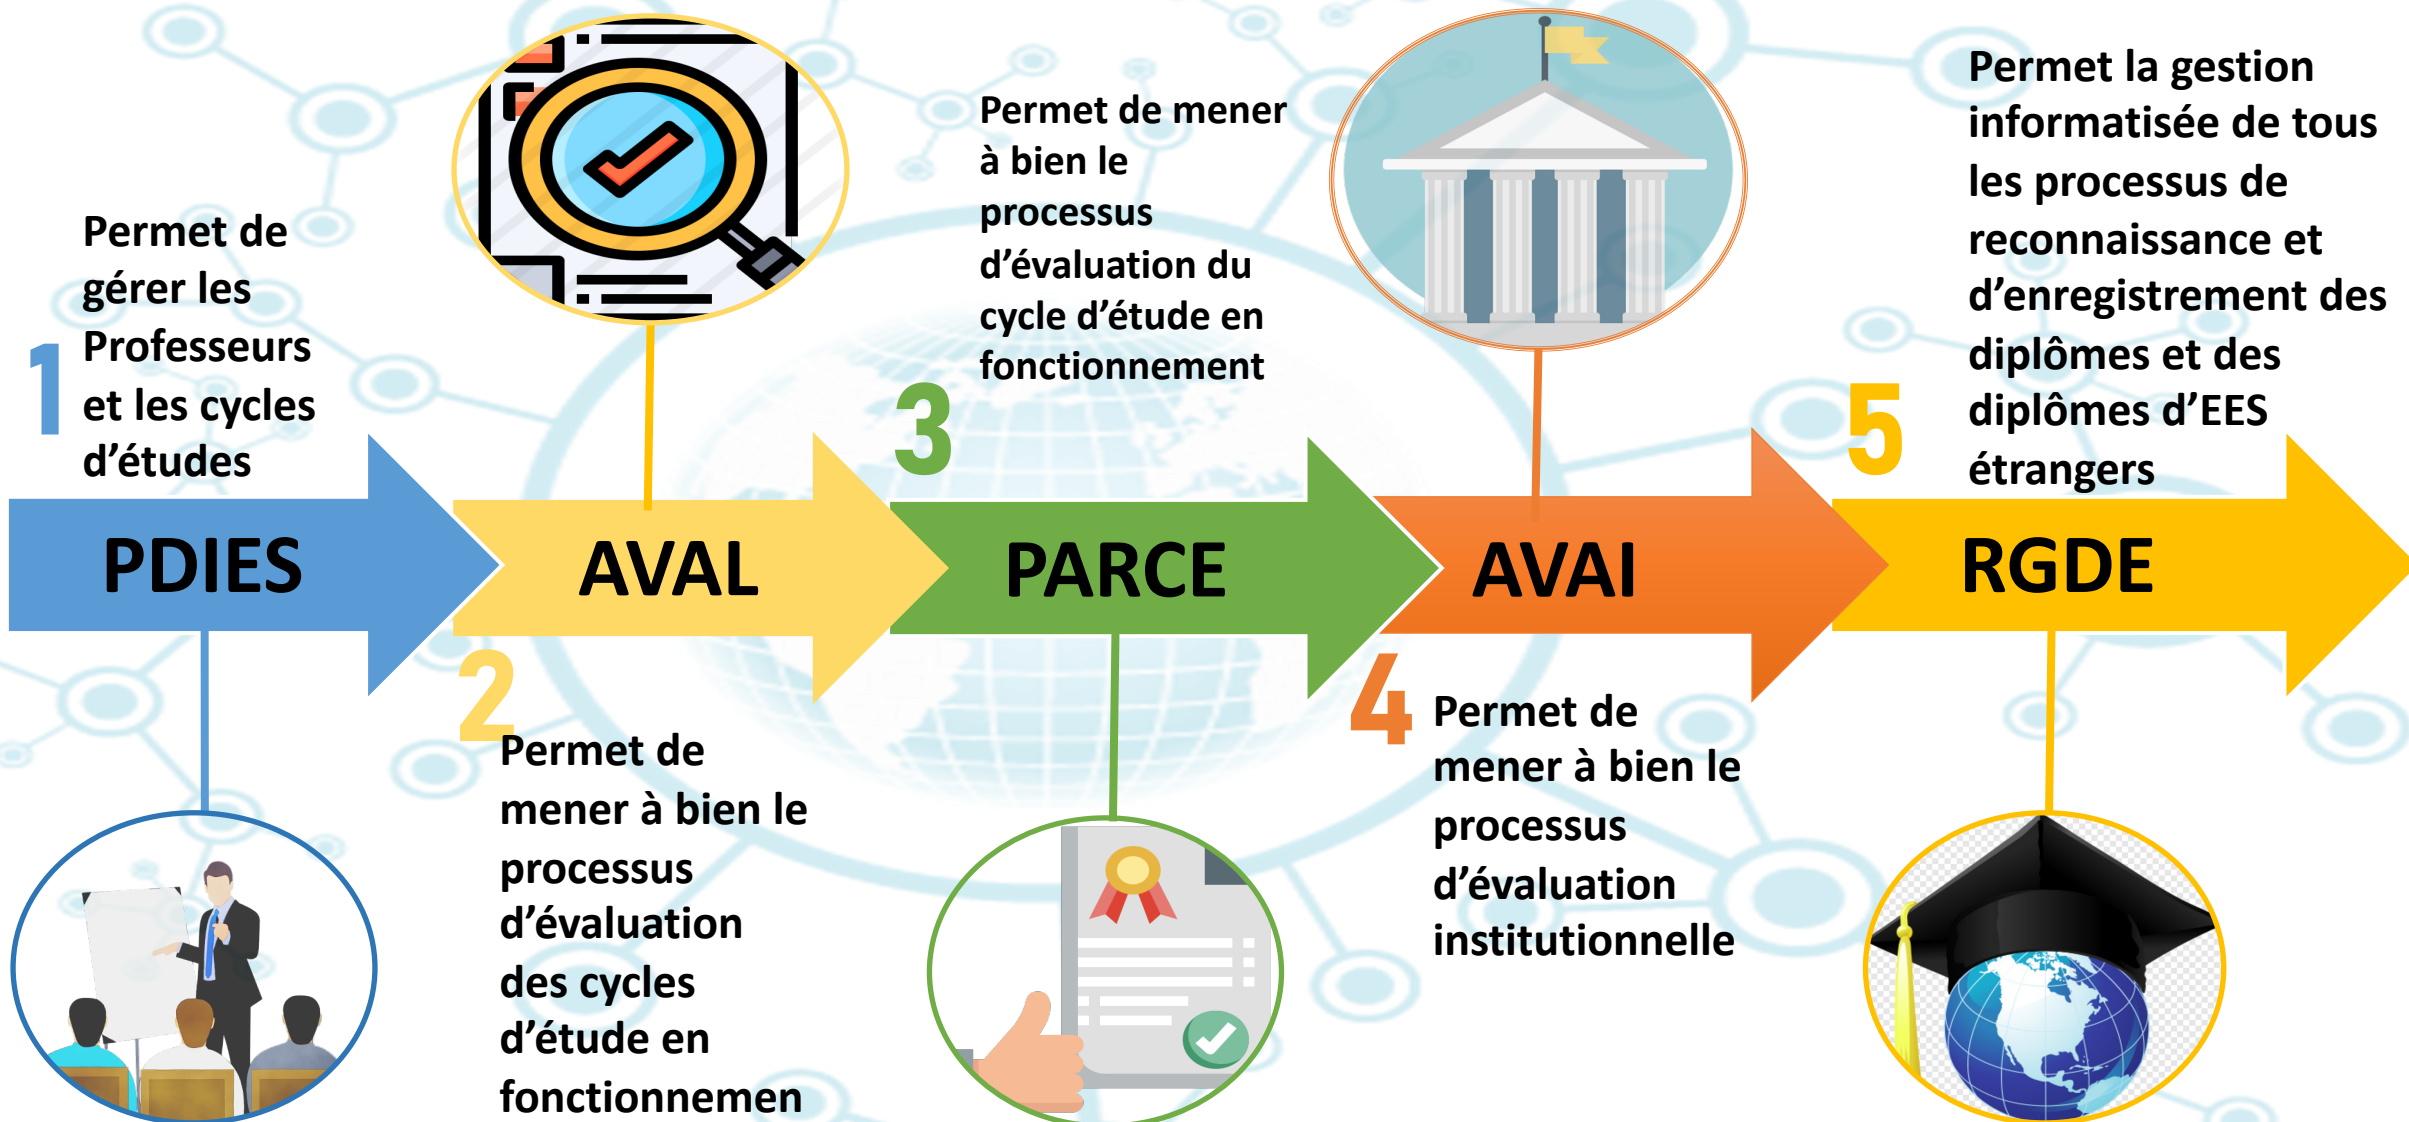 1
Permet de
gérer les
Professeurs
et les cycles
d’études
PDIES
AVAL
2
Permet de
mener à bien le
processus
d’évaluation
des cycles
d’étude en
fonctionnemen
3
Permet de mener
à bien le
processus
d’évaluation du
cycle d’étude en
fonctionnement
PARCE
AVAI
4
Permet de
mener à bien le
processus
d’évaluation
institutionnelle
5
Permet la gestion
informatisée de tous
les processus de
reconnaissance et
d’enregistrement des
diplômes et des
diplômes d’EES
étrangers
RGDE